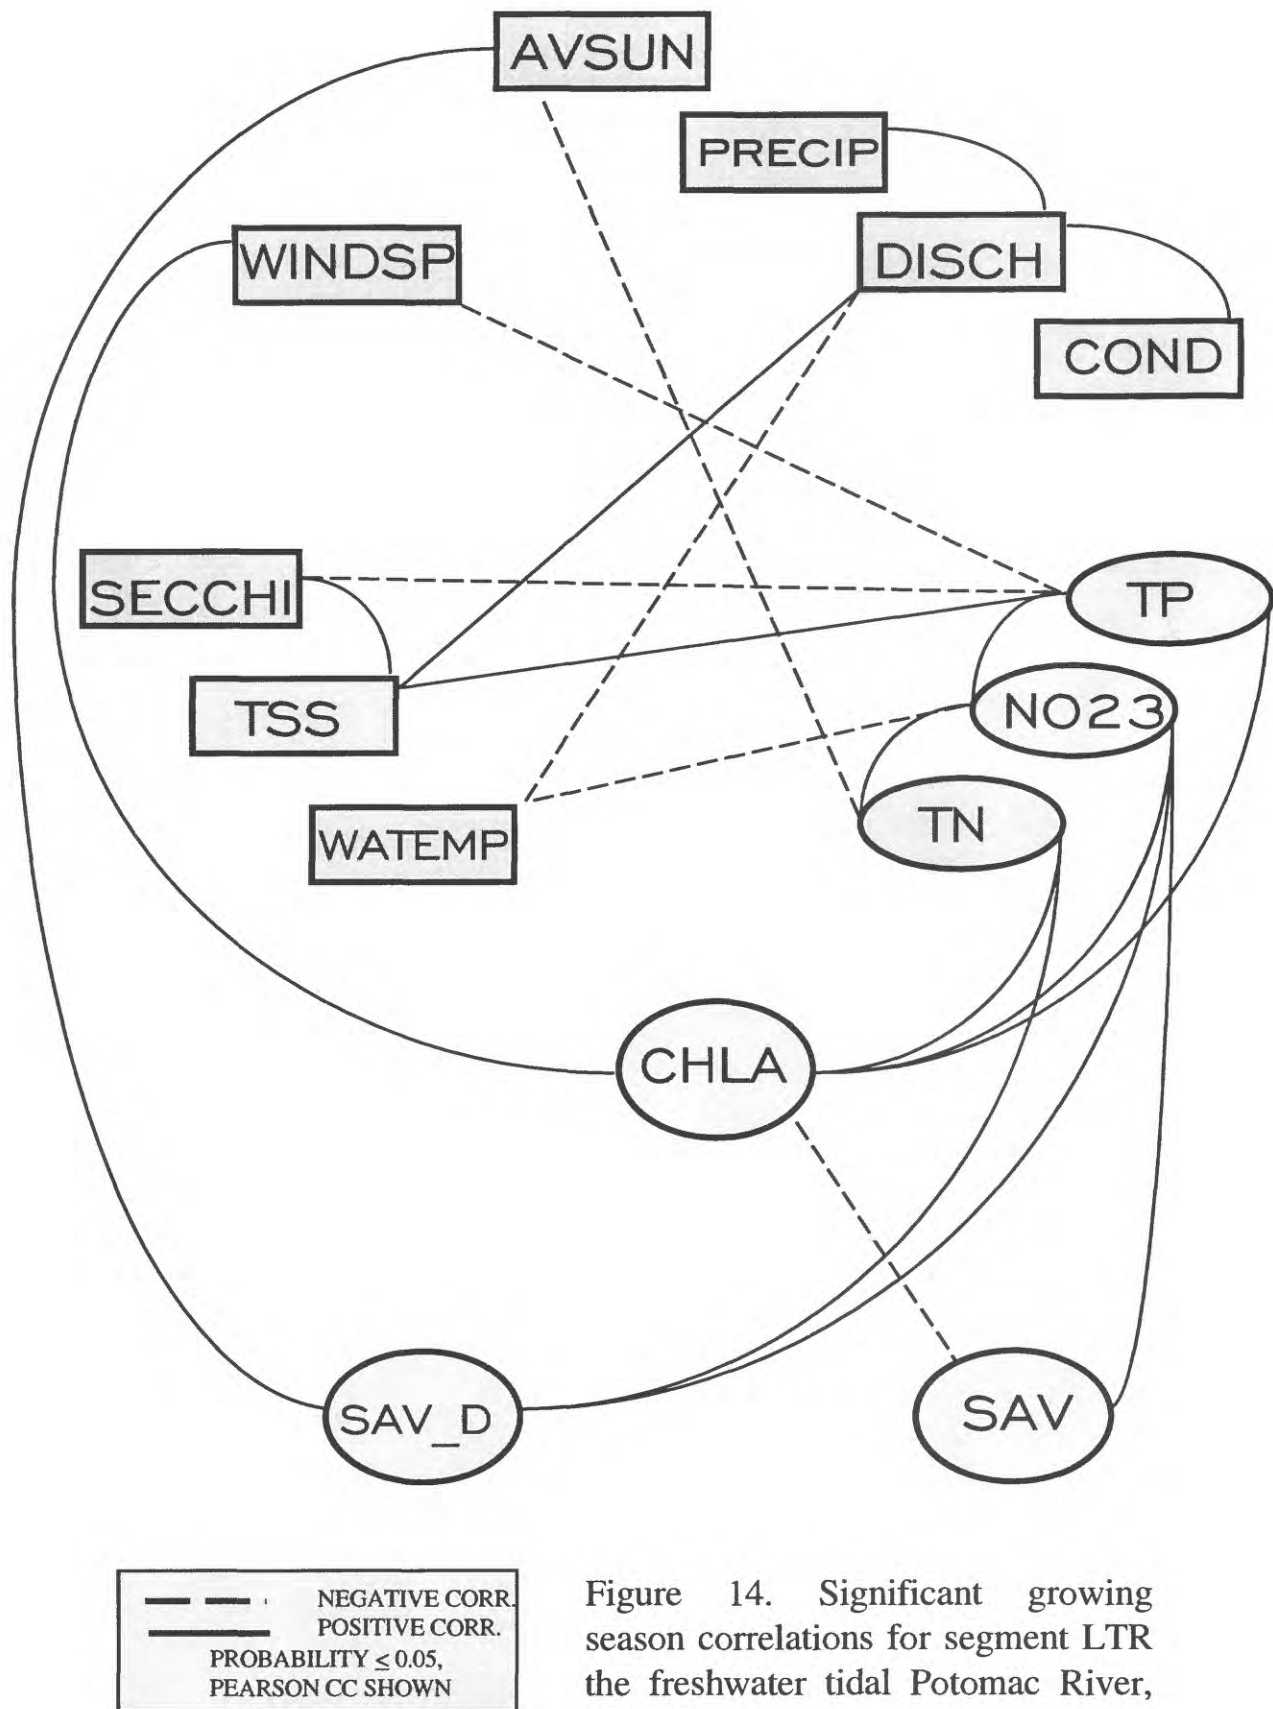 AVSUN
PRECIP
WINDSP
DISCH
COND
SECCHI
TP
TSS
NO23
WATEMP
TN
CHLA
SAV_D
SAV
NEGATIVE CORR.
POSITIVE CORR.
PROBABILITY ≤ 0.05,
PEARSON CC SHOWN
Figure 14. Significant growing
season correlations for segment LTR
the freshwater tidal Potomac River,